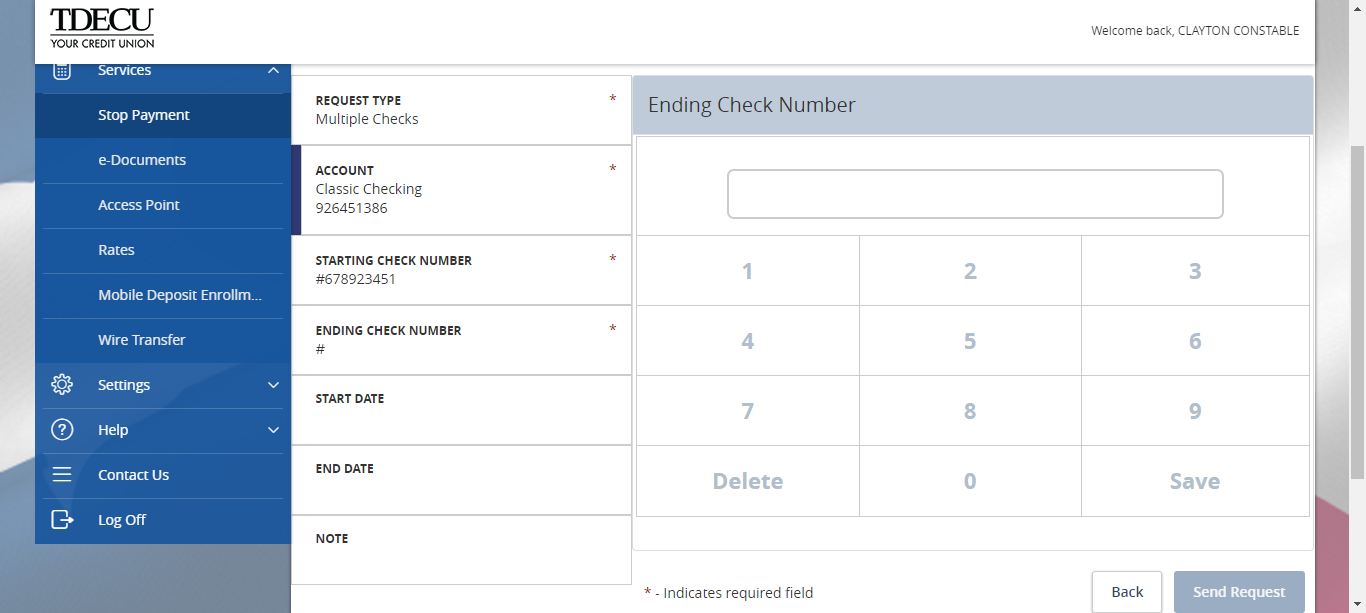 TDECU
YOUR CREDIT UNION
Welcome back, CLAYTON CONSTABLE
Services
Stop Payment
e-Documents
Access Point
Rates
Mobile Deposit Enrollm...
Wire Transfer
Settings
? Help
Contact Us
Log Off
REQUEST TYPE *
Multiple Checks
ACCOUNT *
Classic Checking
926451386
STARTING CHECK NUMBER *
#678923451
ENDING CHECK NUMBER *
#
START DATE
END DATE
NOTE
Ending Check Number
1 2 3
4 5 6
7 8 9
Delete 0 Save
* - Indicates required field
Back Send Request